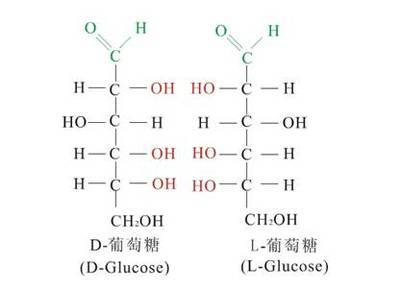 O H O H
C C
H C OH HO C H
HO C H H C OH
H C OH HO C H
H C OH HO C H
CH₂OH CH₂OH
D-葡萄糖 L-葡萄糖
(D-Glucose) (L-Glucose)